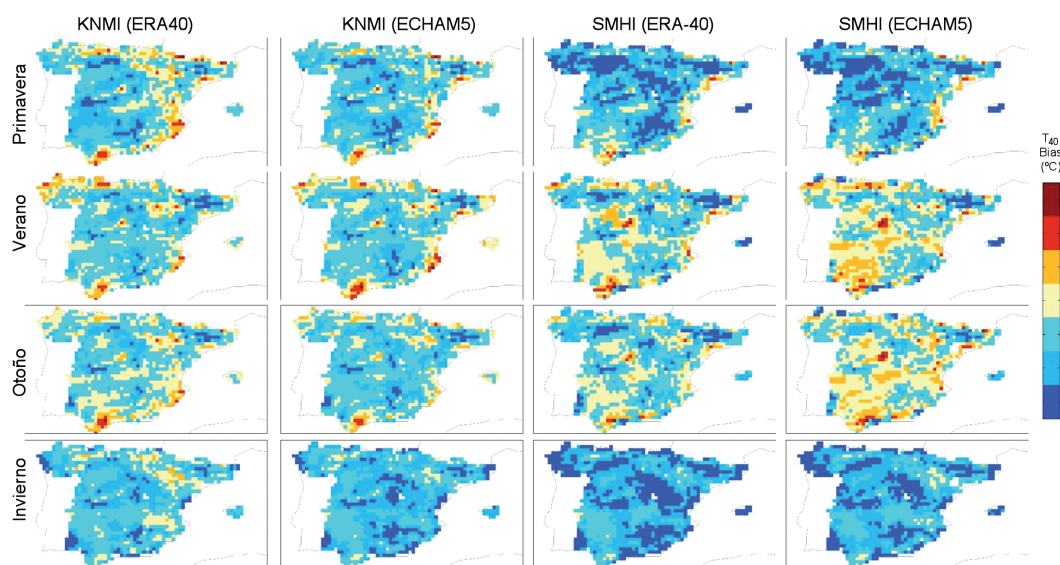 KNMI (ERA40)
KNMI (ECHAM5)
SMHI (ERA-40)
SMHI (ECHAM5)
Primavera
Verano
Otoño
Invierno
T40
Bias
(ºC)